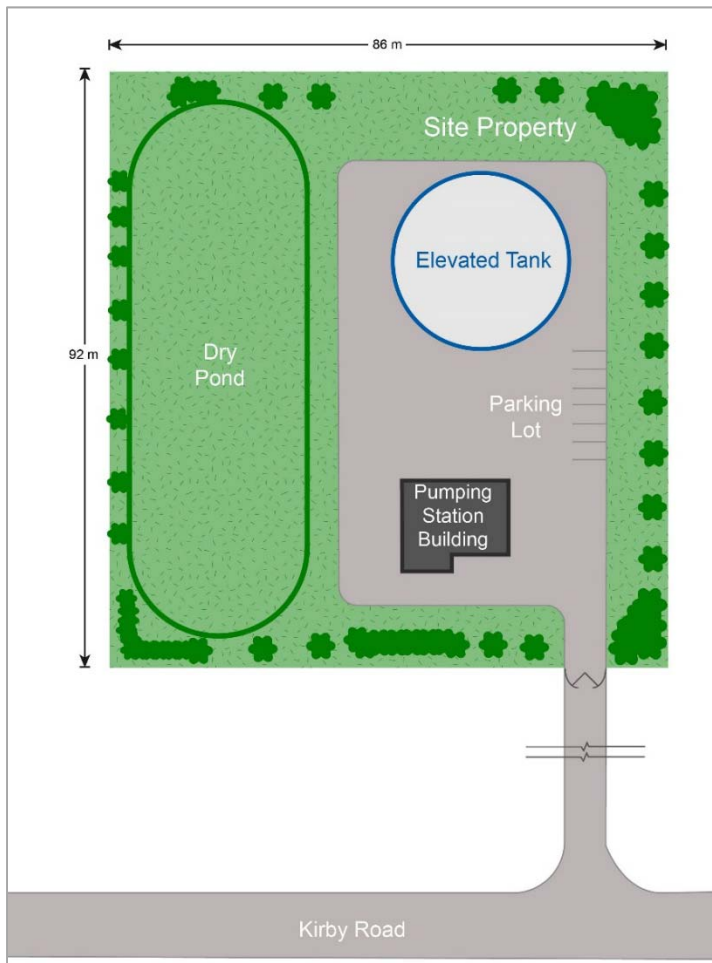 86 m
Site Property
Elevated Tank
92 m
Dry
Pond
Parking
Lot
Pumping
Station
Building
Kirby Road